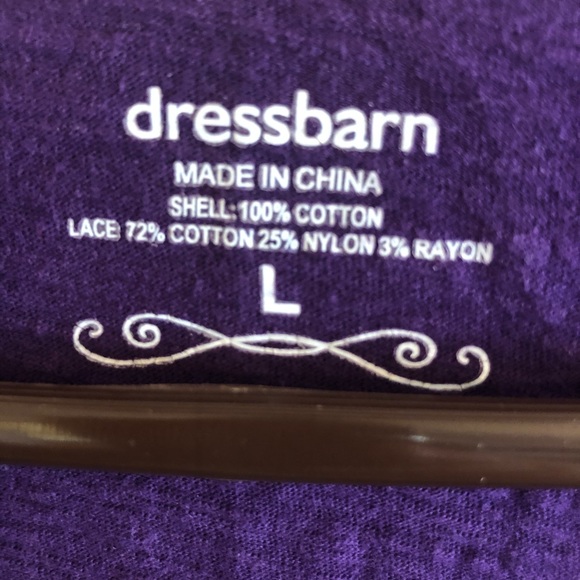 dressbarn
MADE IN CHINA
SHELL:100% COTTON
LACE: 72% COTTON 25% NYLON 3% RAYON
L